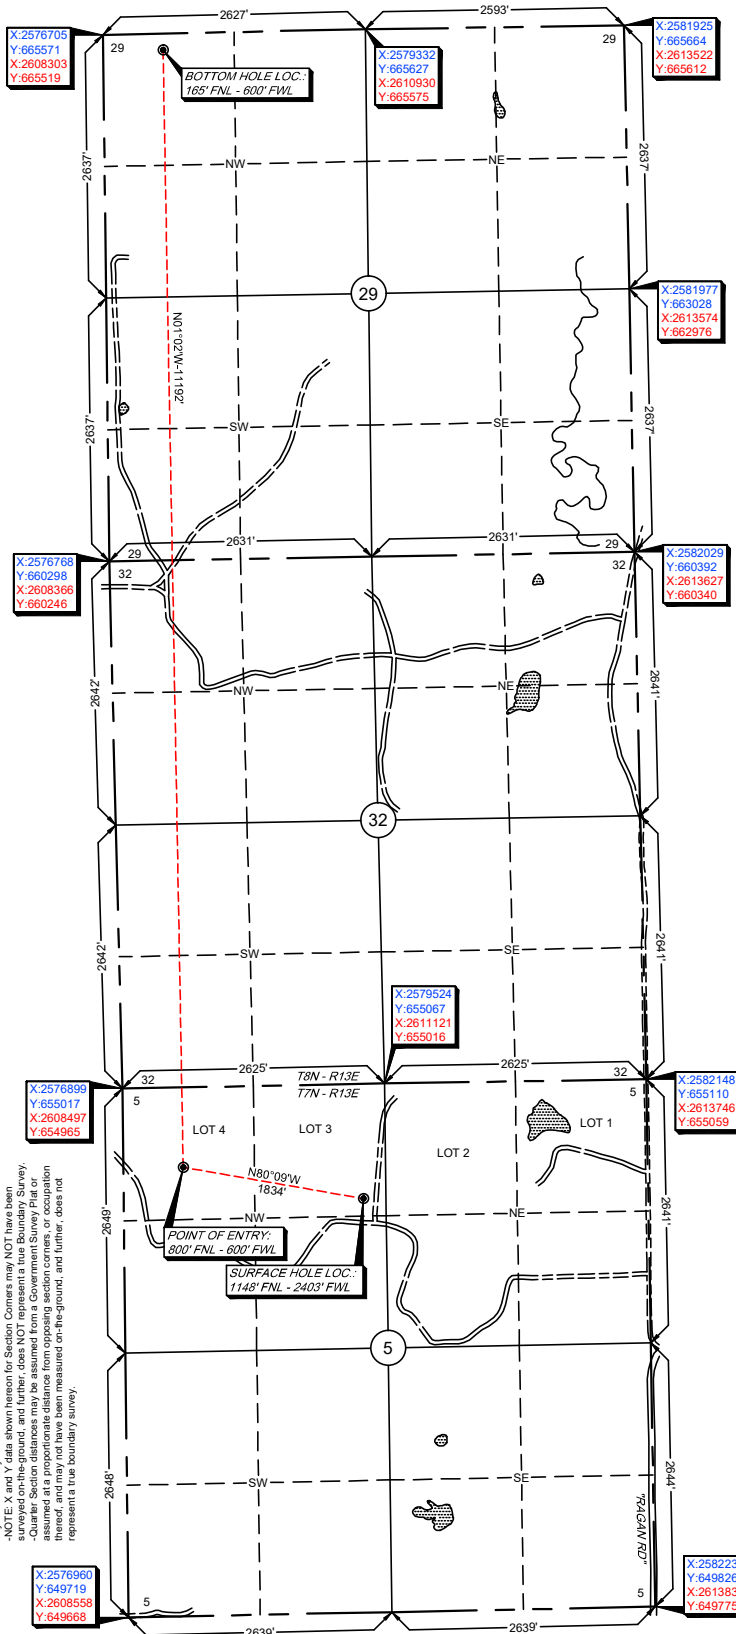 2627'
2593'
X:2576705
Y:665571
X:2608303
Y:665519
29
BOTTOM HOLE LOC.:
165' FNL - 600' FWL
X:2579332
Y:665627
X:2610930
Y:665575
29
X:2581925
Y:665664
X:2613522
Y:665612
2637'
NW
NE
2637'
29
X:2581977
Y:663028
X:2613574
Y:662976
N01°02'W-11192'
2637'
SW
SE
2637'
2631'
2631'
29
29
32
32
X:2576768
Y:660298
X:2608366
Y:660246
X:2582029
Y:660392
X:2613627
Y:660340
2642'
NW
NE
2641'
32
2642'
SW
SE
2641'
X:2579524
Y:655067
X:2611121
Y:655016
2625'
2625'
32
T8N - R13E
32
5
T7N - R13E
5
X:2576899
Y:655017
X:2608497
Y:654965
X:2582148
Y:655110
X:2613746
Y:655059
LOT 4
LOT 3
LOT 2
LOT 1
N80°09'W
1834'
2649'
NW
NE
2641'
POINT OF ENTRY:
800' FNL - 600' FWL
SURFACE HOLE LOC.:
1148' FNL - 2403' FWL
5
-NOTE: X and Y data shown hereon for Section Corners may NOT have been
surveyed on-the-ground, and further, does NOT represent a true Boundary Survey.
-Quarter Section distances may be assumed from a Government Survey Plat or
assumed at a proportionate distance from opposing section corners, or occupation
thereof, and may not have been measured on-the-ground, and further, does not
represent a true boundary survey.
2648'
SW
SE
2644'
"RAGAN RD"
X:2576960
Y:649719
X:2608558
Y:649668
5
5
X:258223
Y:649826
X:261383
Y:649775
2639'
2639'